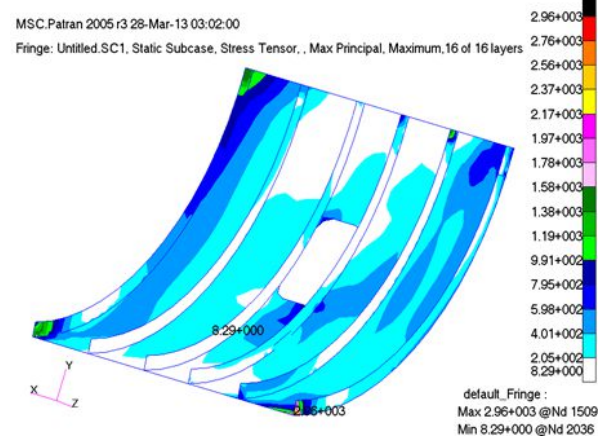 MSC.Patran 2005 r3 28-Mar-13 03:02:00
Fringe: Untitled.SC1, Static Subcase, Stress Tensor, , Max Principal, Maximum,16 of 16 layers
2.96+003
2.76+003
2.56+003
2.37+003
2.17+003
1.97+003
1.78+003
1.58+003
1.38+003
1.19+003
9.91+002
7.95+002
5.98+002
4.01+002
2.05+002
8.29+000
8.29+000
2.96+003
Y
X
Z
default_Fringe :
Max 2.96+003 @Nd 1509
Min 8.29+000 @Nd 2036